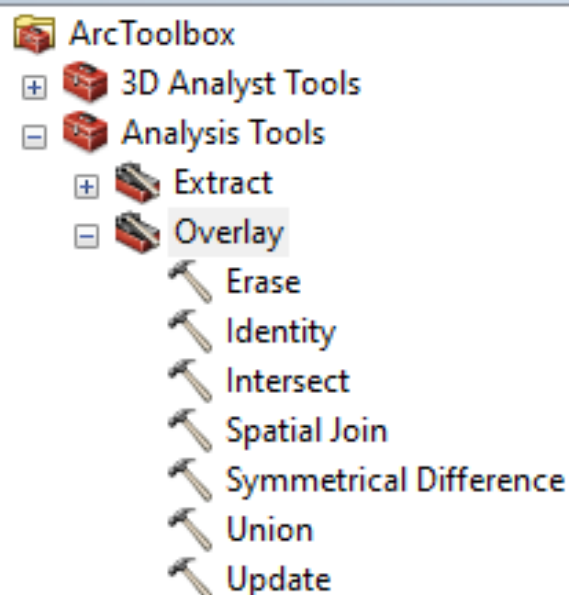 ArcToolbox
3D Analyst Tools
Analysis Tools
Extract
Overlay
Erase
Identity
Intersect
Spatial Join
Symmetrical Difference
Union
Update